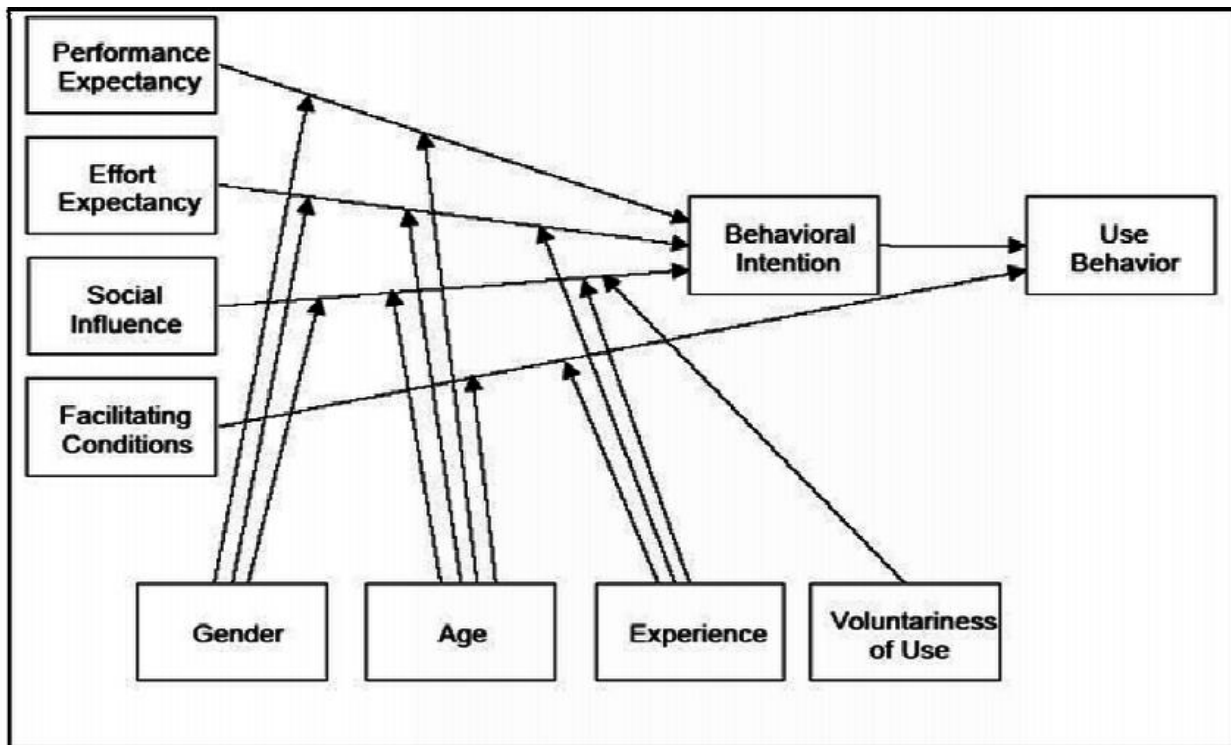 Performance
Expectancy
Effort
Expectancy
Social
Influence
Facilitating
Conditions
Behavioral
Intention
Use
Behavior
Gender
Age
Experience
Voluntariness
of Use